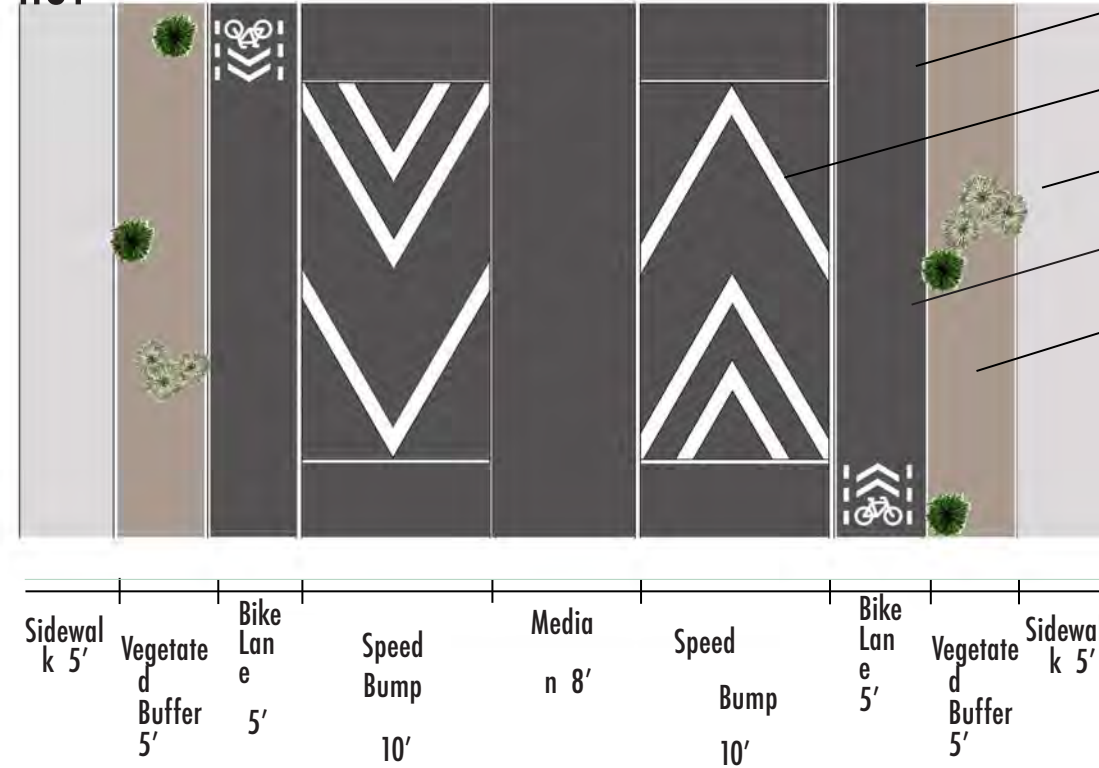 Sidewal
k 5'
Vegetate
d
Buffer
5'
Bike
Lan
e
5'
Speed
Bump
10'
Media
n 8'
Speed
Bump
10'
Bike
Lan
e
5'
Vegetate
d
Buffer
5'
Sidewa
k 5'